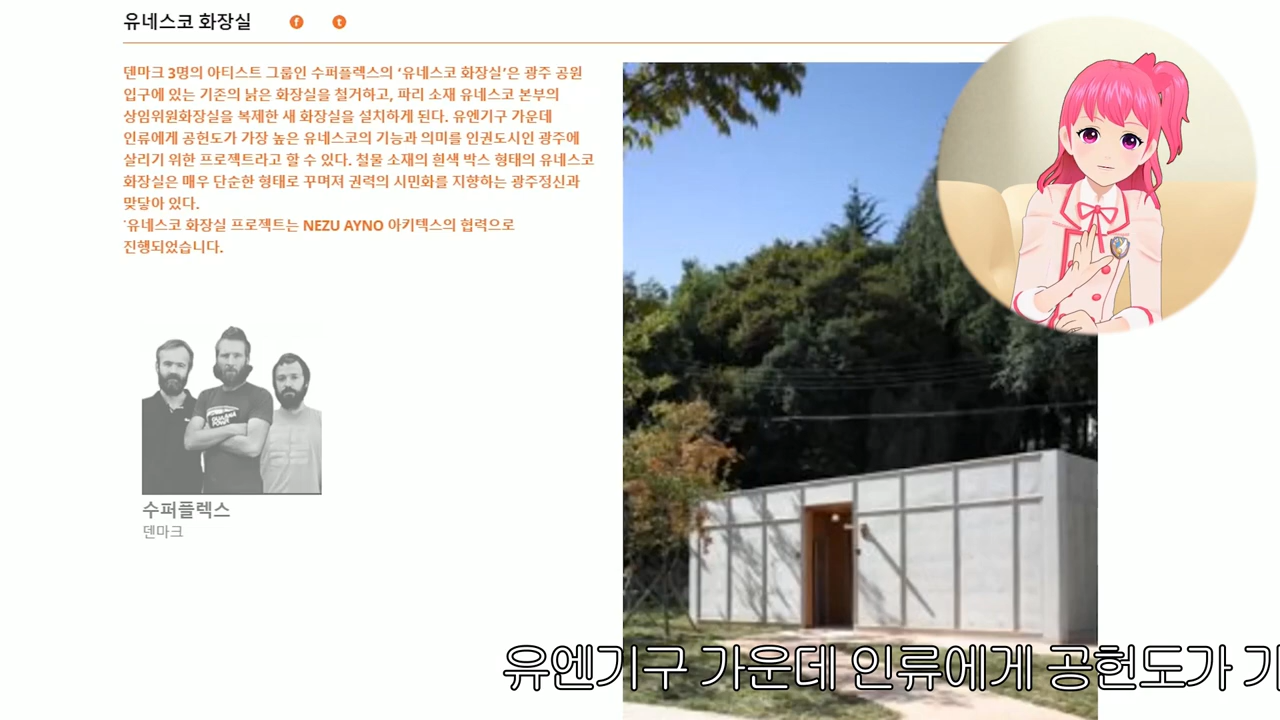 유네스코 화장실
f t
덴마크 3명의 아티스트 그룹인 수퍼플렉스의 ‘유네스코 화장실’은 광주 공원
입구에 있는 기존의 낡은 화장실을 철거하고, 파리 소재 유네스코 본부의
상임위원화장실을 복제한 새 화장실을 설치하게 된다. 유엔기구 가운데
인류에게 공헌도가 가장 높은 유네스코의 기능과 의미를 인권도시인 광주에
살리기 위한 프로젝트라고 할 수 있다. 철물 소재의 흰색 박스 형태의 유네스코
화장실은 매우 단순한 형태로 꾸며져 권력의 시민화를 지향하는 광주정신과
맞닿아 있다.
*유네스코 화장실 프로젝트는 NEZU AYNO 아키텍스의 협력으로
진행되었습니다.
수퍼플렉스
덴마크
유엔기구 가운데 인류에게 공헌도가